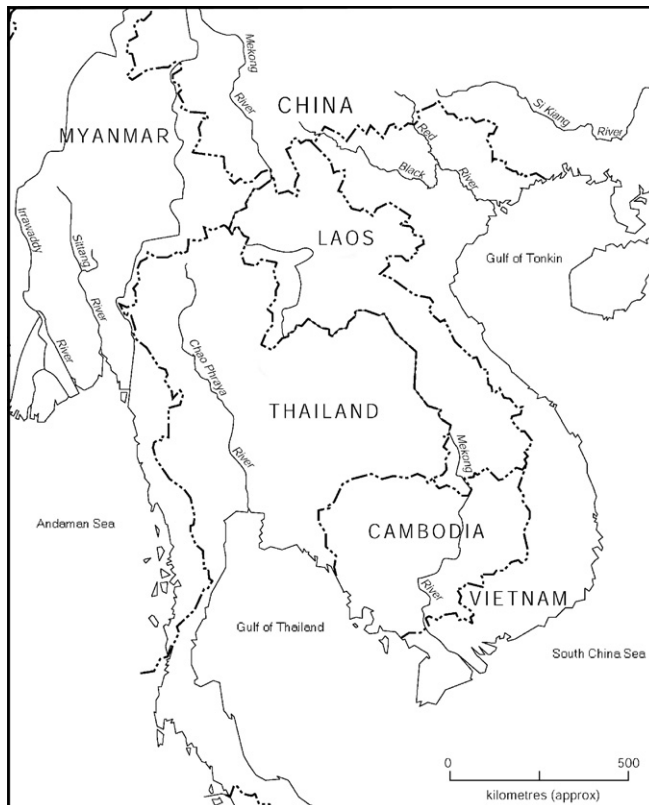 Mekong
River
CHINA
Si Kiang
River
MYANMAR
Red
River
Black
Irrawaddy
River
Sittang
River
LAOS
Gulf of Tonkin
Chao Phraya
River
THAILAND
Mekong
River
Andaman Sea
CAMBODIA
VIETNAM
Gulf of Thailand
South China Sea
0 500
kilometres (approx)